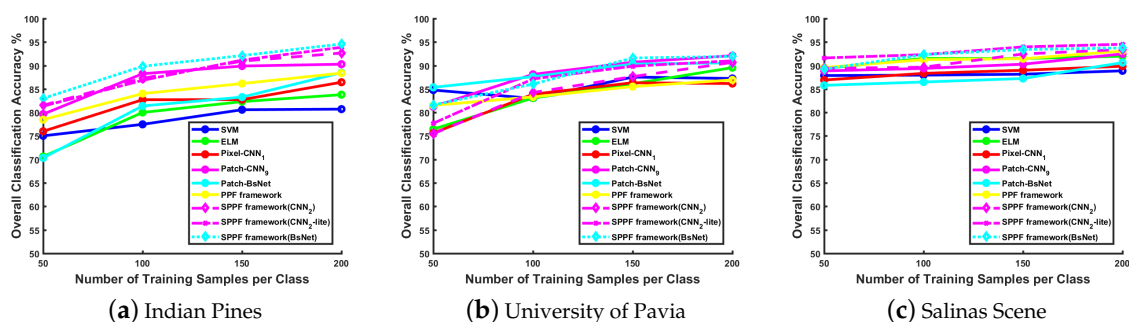 Overall Classification Accuracy %
100
95
90
85
80
75
70
65
60
55
50
SVM
ELM
Pixel-CNN₁
Patch-CNN₉
Patch-BsNet
PPF framework
SPPF framework(CNN₂)
SPPF framework(CNN₂-lite)
SPPF framework(BsNet)
50 100 150 200
Number of Training Samples per Class
(a) Indian Pines
Overall Classification Accuracy %
100
95
90
85
80
75
70
65
60
55
50
SVM
ELM
Pixel-CNN₁
Patch-CNN₉
Patch-BsNet
PPF framework
SPPF framework(CNN₂)
SPPF framework(CNN₂-lite)
SPPF framework(BsNet)
50 100 150 200
Number of Training Samples per Class
(b) University of Pavia
Overall Classification Accuracy %
100
95
90
85
80
75
70
65
60
55
50
SVM
ELM
Pixel-CNN₁
Patch-CNN₉
Patch-BsNet
PPF framework
SPPF framework(CNN₂)
SPPF framework(CNN₂-lite)
SPPF framework(BsNet)
50 100 150 200
Number of Training Samples per Class
(c) Salinas Scene